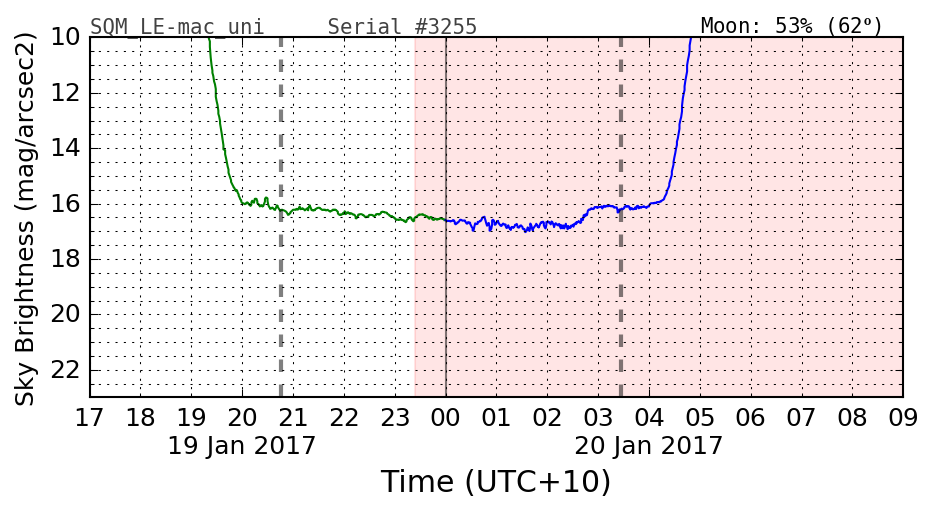 SQM_LE-mac_uni Serial #3255 Moon: 53% (62°)
Sky Brightness (mag/arcsec2)
10
12
14
16
18
20
22
17 18 19 20 21 22 23 00 01 02 03 04 05 06 07 08 09
19 Jan 2017 20 Jan 2017
Time (UTC+10)